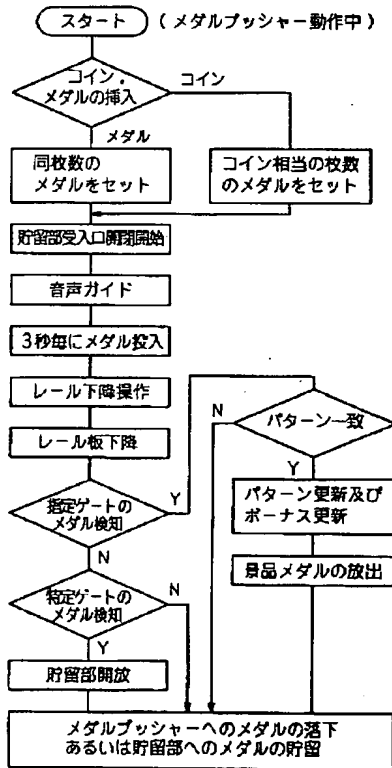 スタート
(メダルプッシャー動作中)
コイン・
メダルの挿入
コイン
メダル
同枚数の
メダルをセット
コイン相当の枚数
のメダルをセット
貯留部受入口開閉開始
音声ガイド
3秒毎にメダル投入
レール下降操作
レール板下降
N
パターン一致
Y
指定ゲートの
メダル検知
Y
パターン更新及び
ボーナス更新
N
景品メダルの放出
特定ゲートの
メダル検知
N
Y
貯留部開放
メダルプッシャーへのメダルの落下
あるいは貯留部へのメダルの貯留